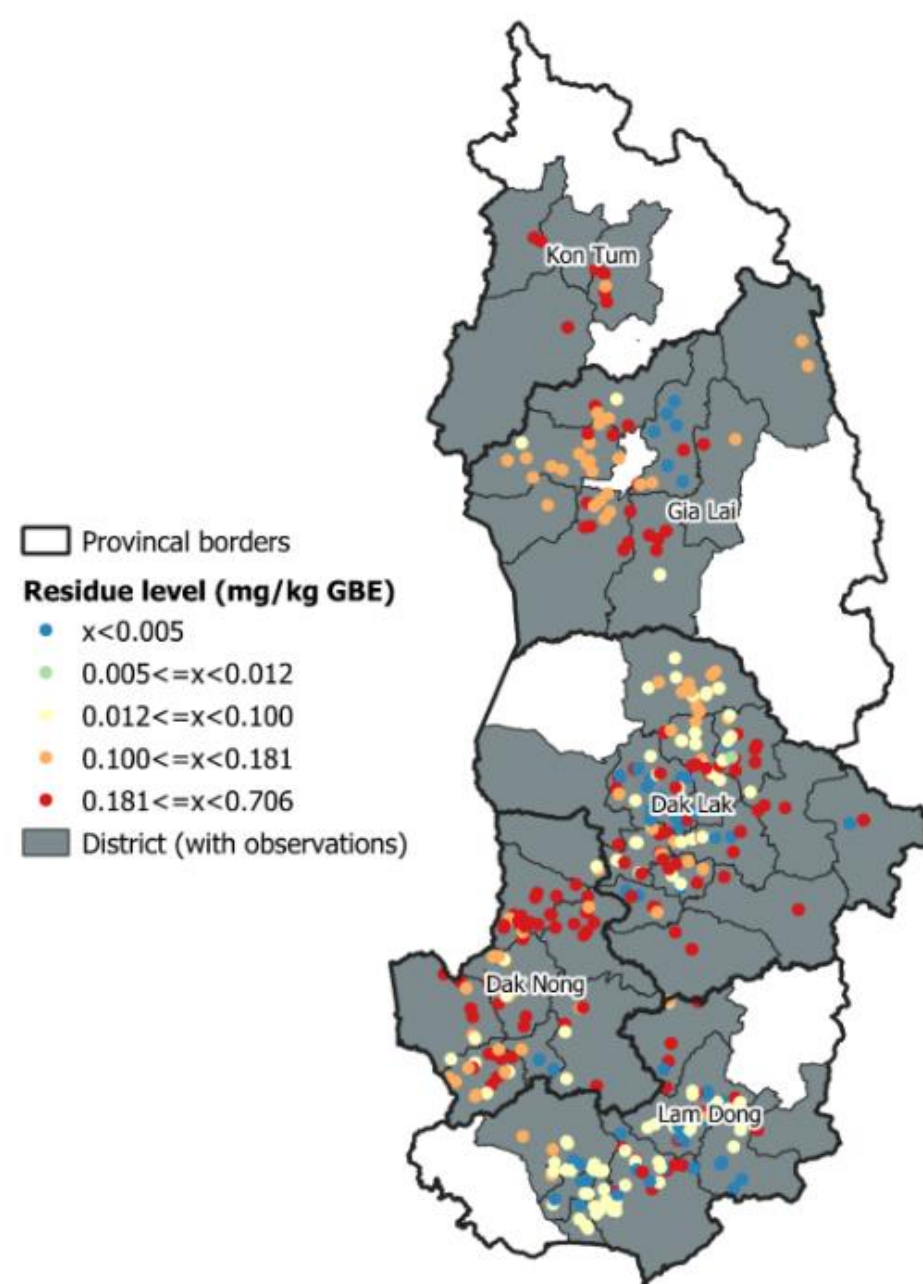 Kon Tum
Gia Lai
Provincal borders
Residue level (mg/kg GBE)
x<0.005
0.005<=x<0.012
0.012<=x<0.100
0.100<=x<0.181
0.181<=x<0.706
District (with observations)
Dak Lak
Dak Nong
Lam Dong